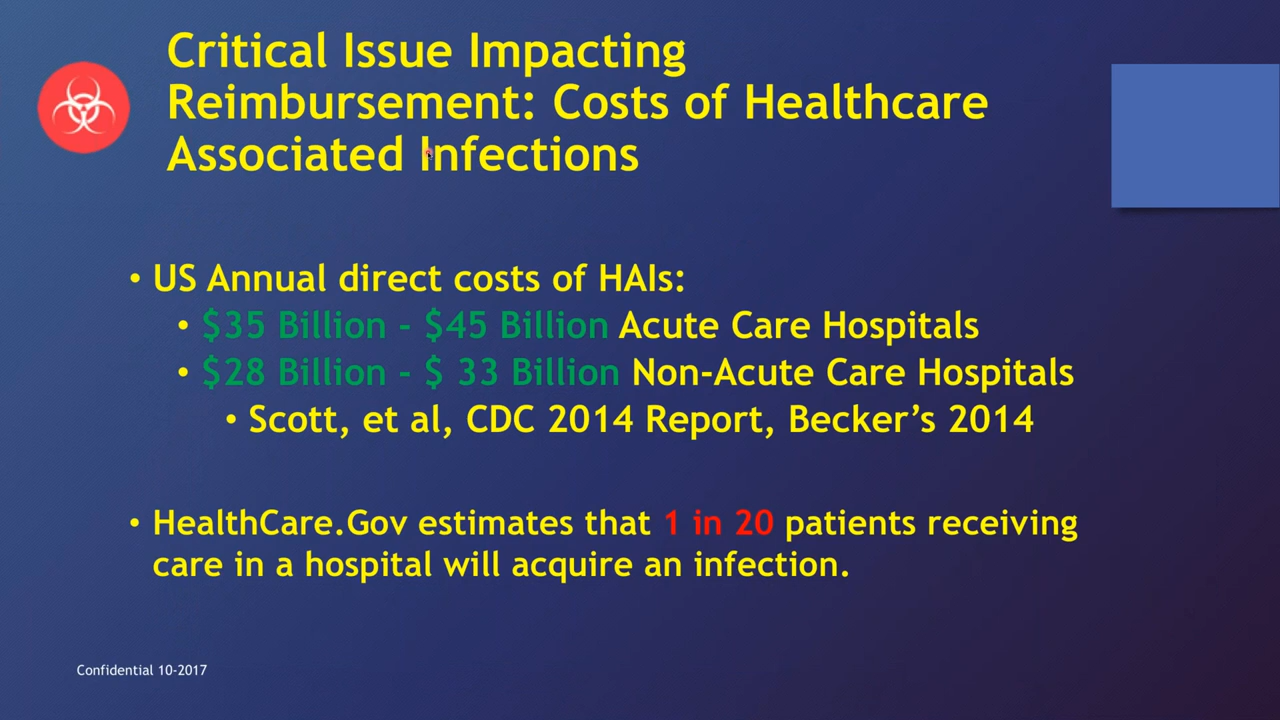 Critical Issue Impacting
Reimbursement: Costs of Healthcare
Associated Infections
• US Annual direct costs of HAIs:
• $35 Billion - $45 Billion Acute Care Hospitals
• $28 Billion - $ 33 Billion Non-Acute Care Hospitals
• Scott, et al, CDC 2014 Report, Becker’s 2014
• HealthCare.Gov estimates that 1 in 20 patients receiving
care in a hospital will acquire an infection.
Confidential 10-2017